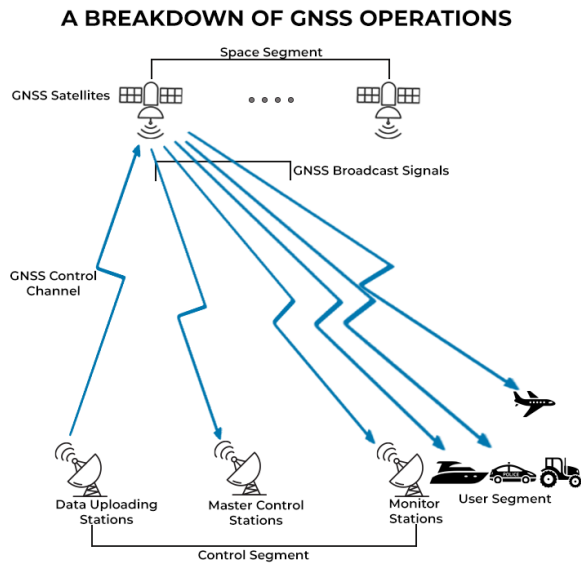 A BREAKDOWN OF GNSS OPERATIONS
Space Segment
GNSS Satellites
GNSS Broadcast Signals
GNSS Control
Channel
Data Uploading
Stations
Master Control
Stations
Monitor
Stations
POLICE
User Segment
Control Segment